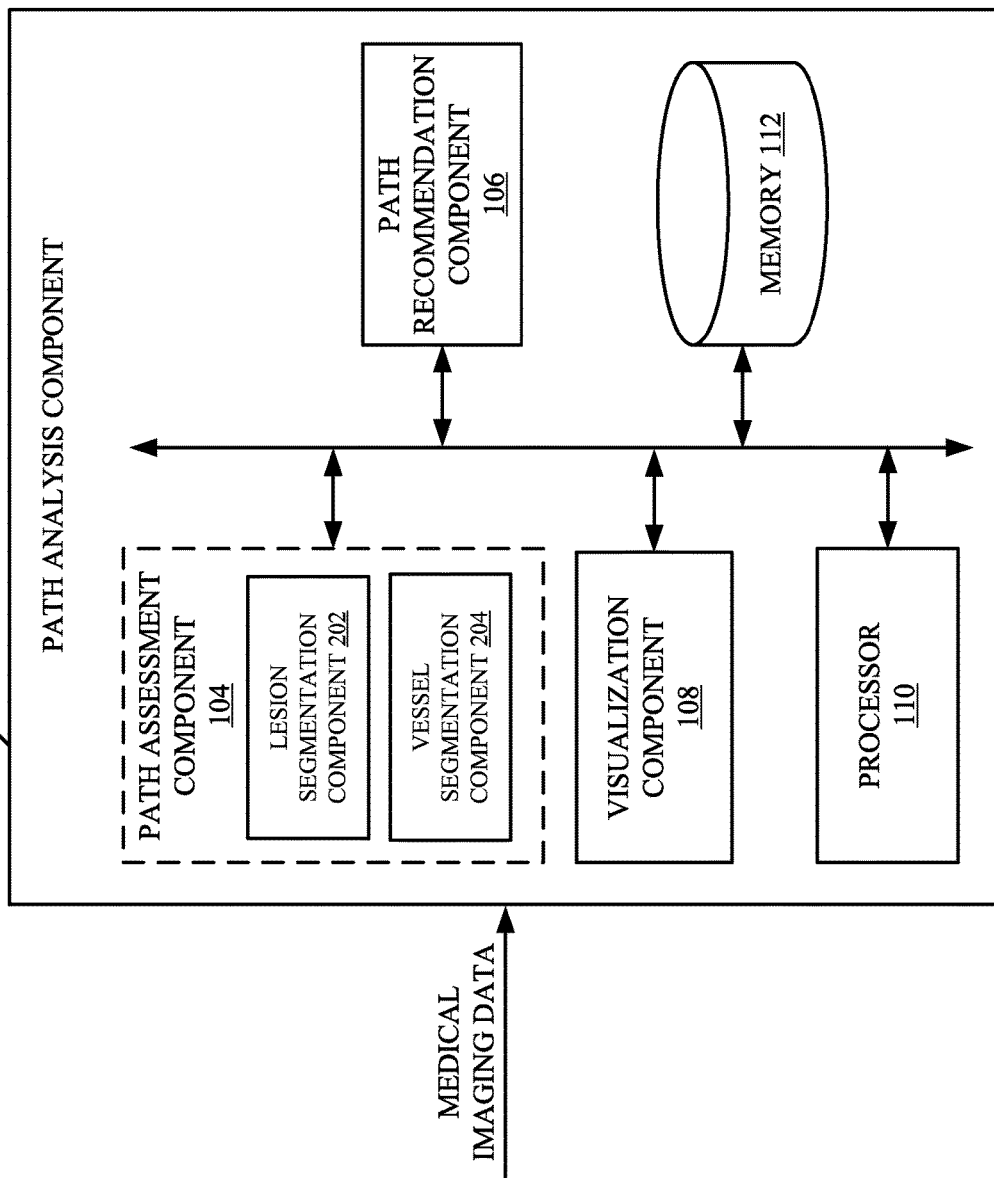 PATH ANALYSIS COMPONENT
MEDICAL
IMAGING DATA
PATH ASSESSMENT
COMPONENT
104
LESION
SEGMENTATION
COMPONENT 202
VESSEL
SEGMENTATION
COMPONENT 204
VISUALIZATION
COMPONENT
108
PROCESSOR
110
PATH
RECOMMENDATION
COMPONENT
106
MEMORY 112